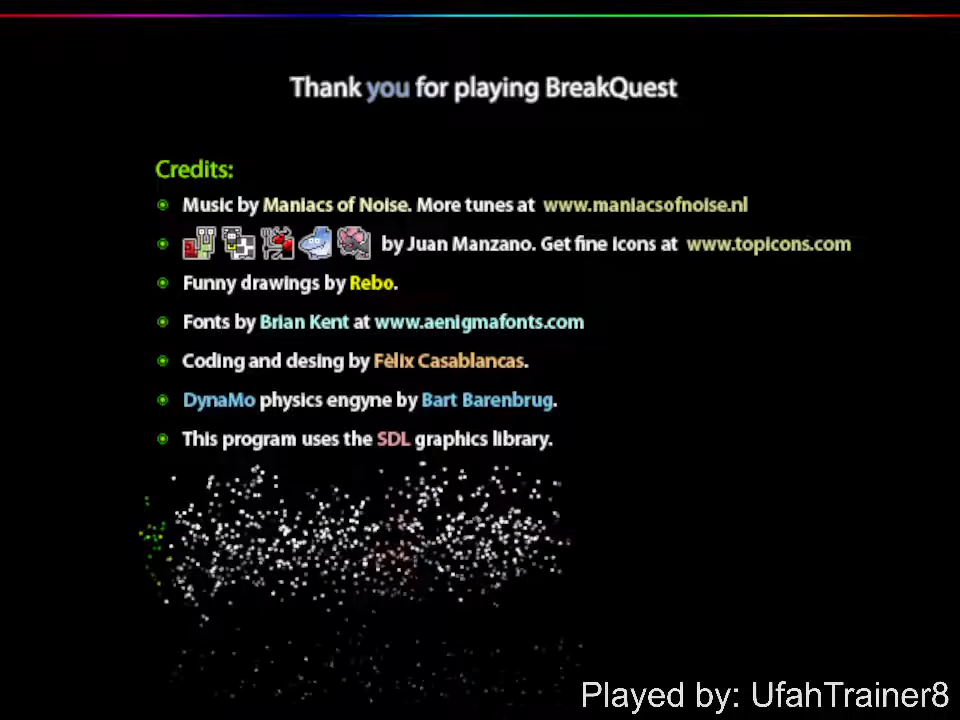 Thank you for playing BreakQuest
Credits:
Music by Maniacs of Noise. More tunes at www.maniacsofnoise.nl
by Juan Manzano. Get fine icons at www.topicons.com
Funny drawings by Rebo.
Fonts by Brian Kent at www.aenigmafonts.com
Coding and desing by Fèlix Casablancas.
DynaMo physics engyne by Bart Barenbrug.
This program uses the SDL graphics library.
Played by: UfahTrainer8